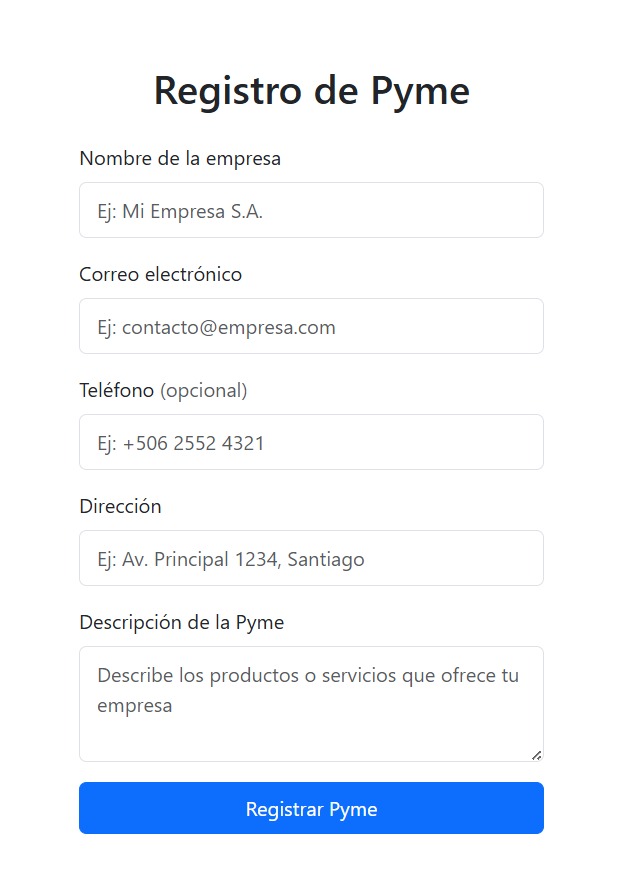 Registro de Pyme
Nombre de la empresa
Ej: Mi Empresa S.A.
Correo electrónico
Ej: contacto@empresa.com
Teléfono (opcional)
Ej: +506 2552 4321
Dirección
Ej: Av. Principal 1234, Santiago
Descripción de la Pyme
Describe los productos o servicios que ofrece tu
empresa
Registrar Pyme